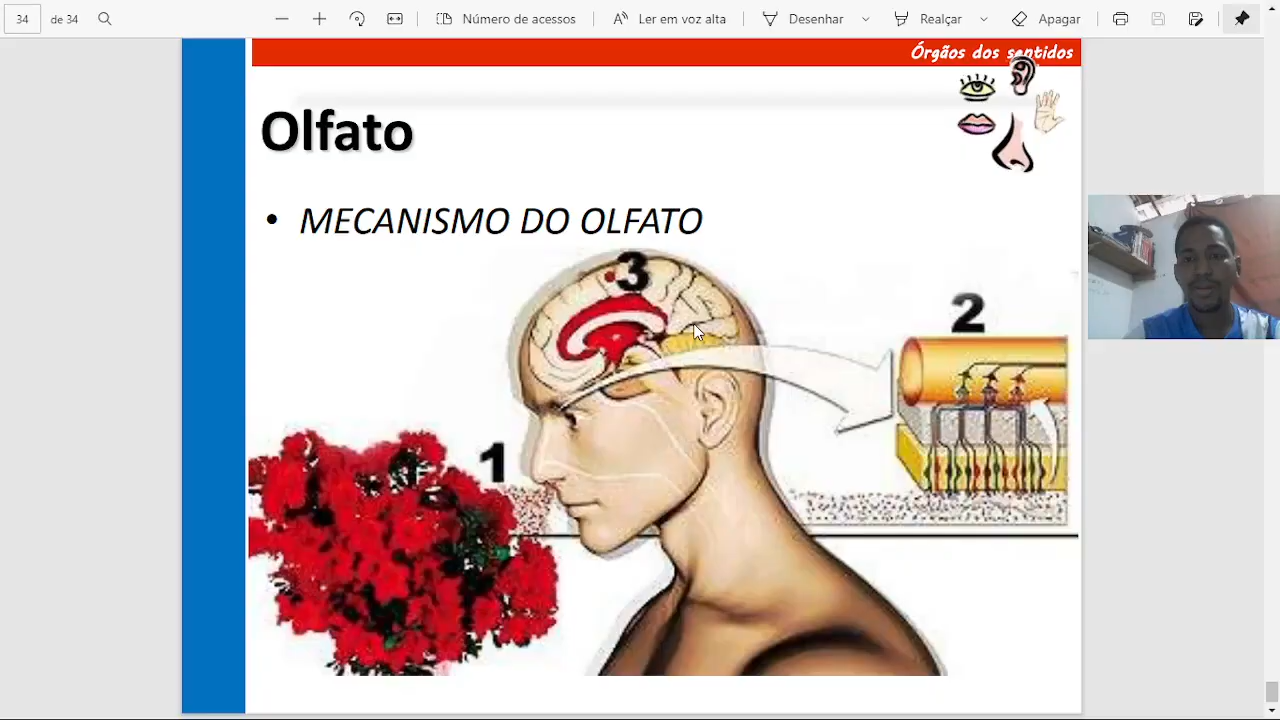 34
de 34
Número de acessos
Ler em voz alta
Desenhar
Realçar
Apagar
Órgãos dos sentidos
Olfato
• MECANISMO DO OLFATO
3
2
1